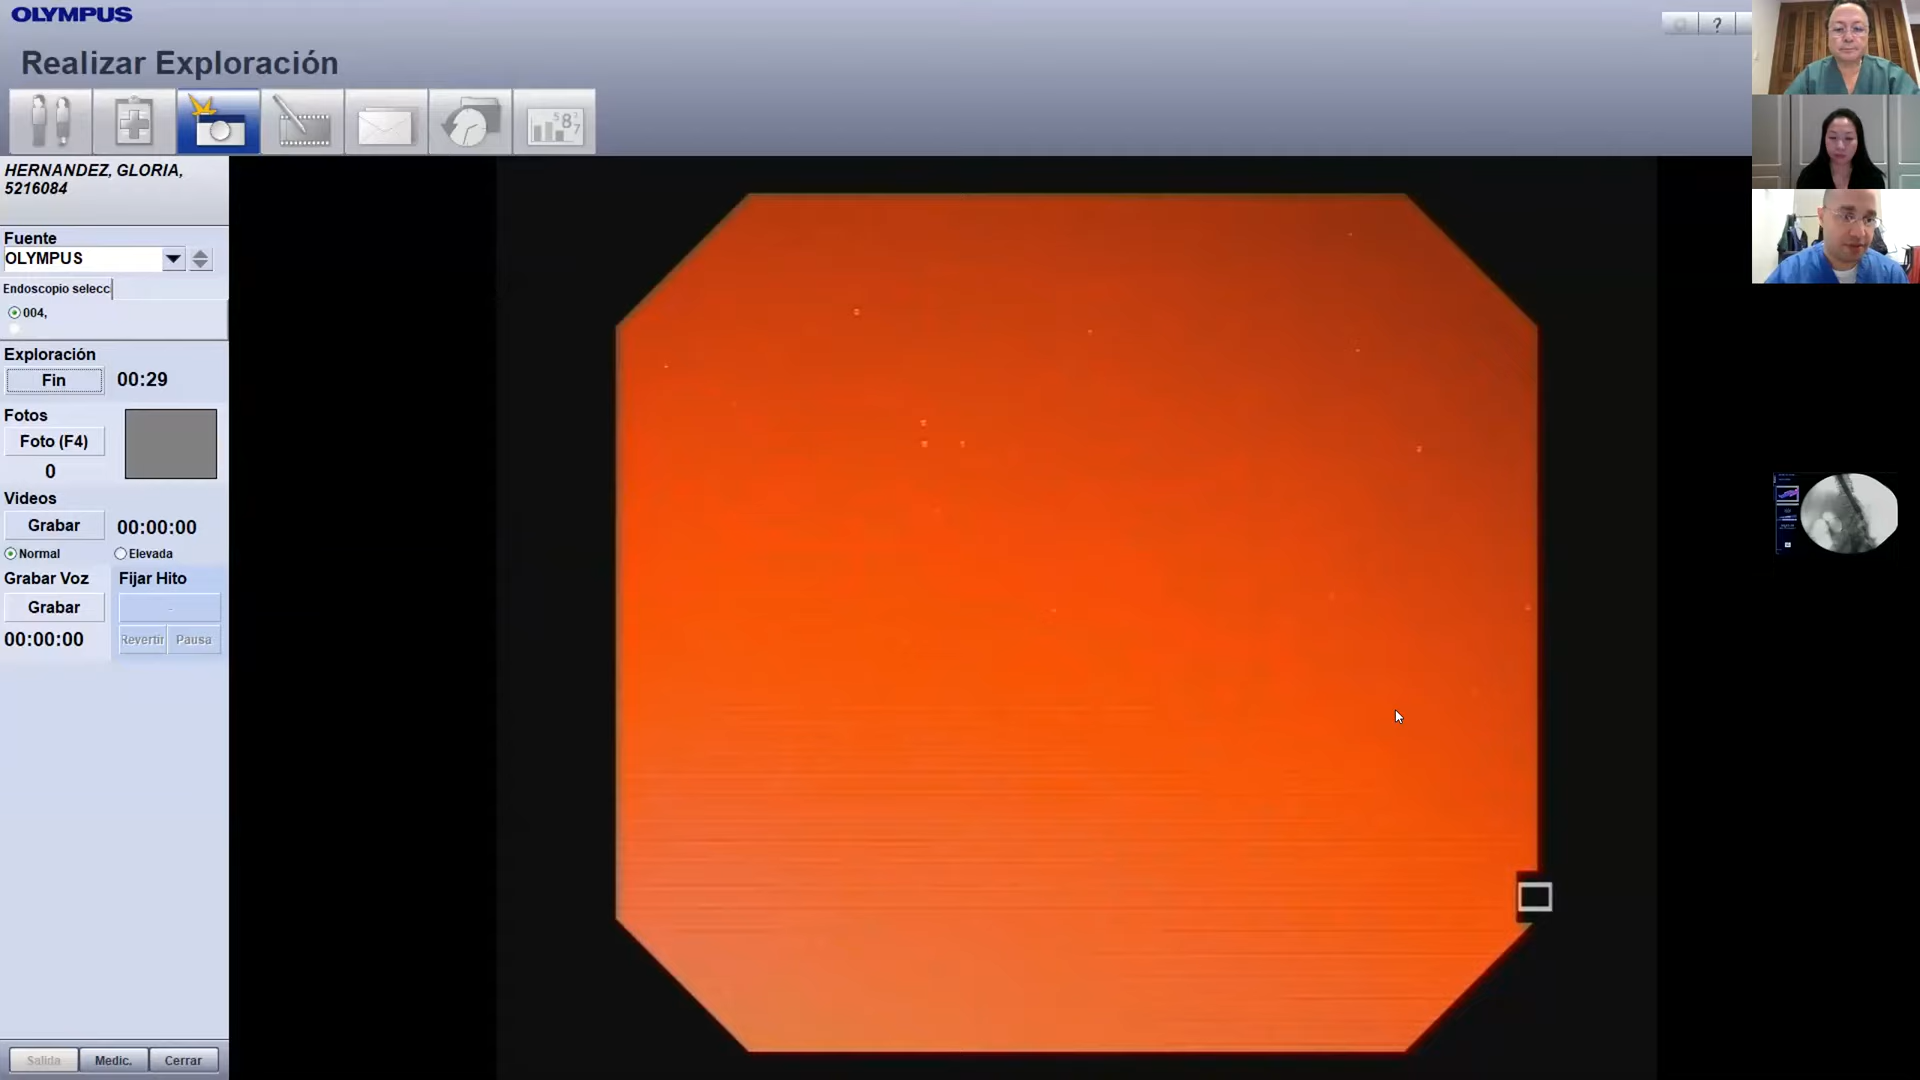 OLYMPUS
?
Realizar Exploración
HERNANDEZ, GLORIA,
5216084
Fuente
OLYMPUS
Endoscopio selecc
004,
Exploración
Fin 00:29
Fotos
Foto (F4)
0
Videos
Grabar 00:00:00
Normal Elevada
Grabar Voz Fijar Hito
Grabar -
00:00:00 Revertir Pausa
Salida Medic. Cerrar